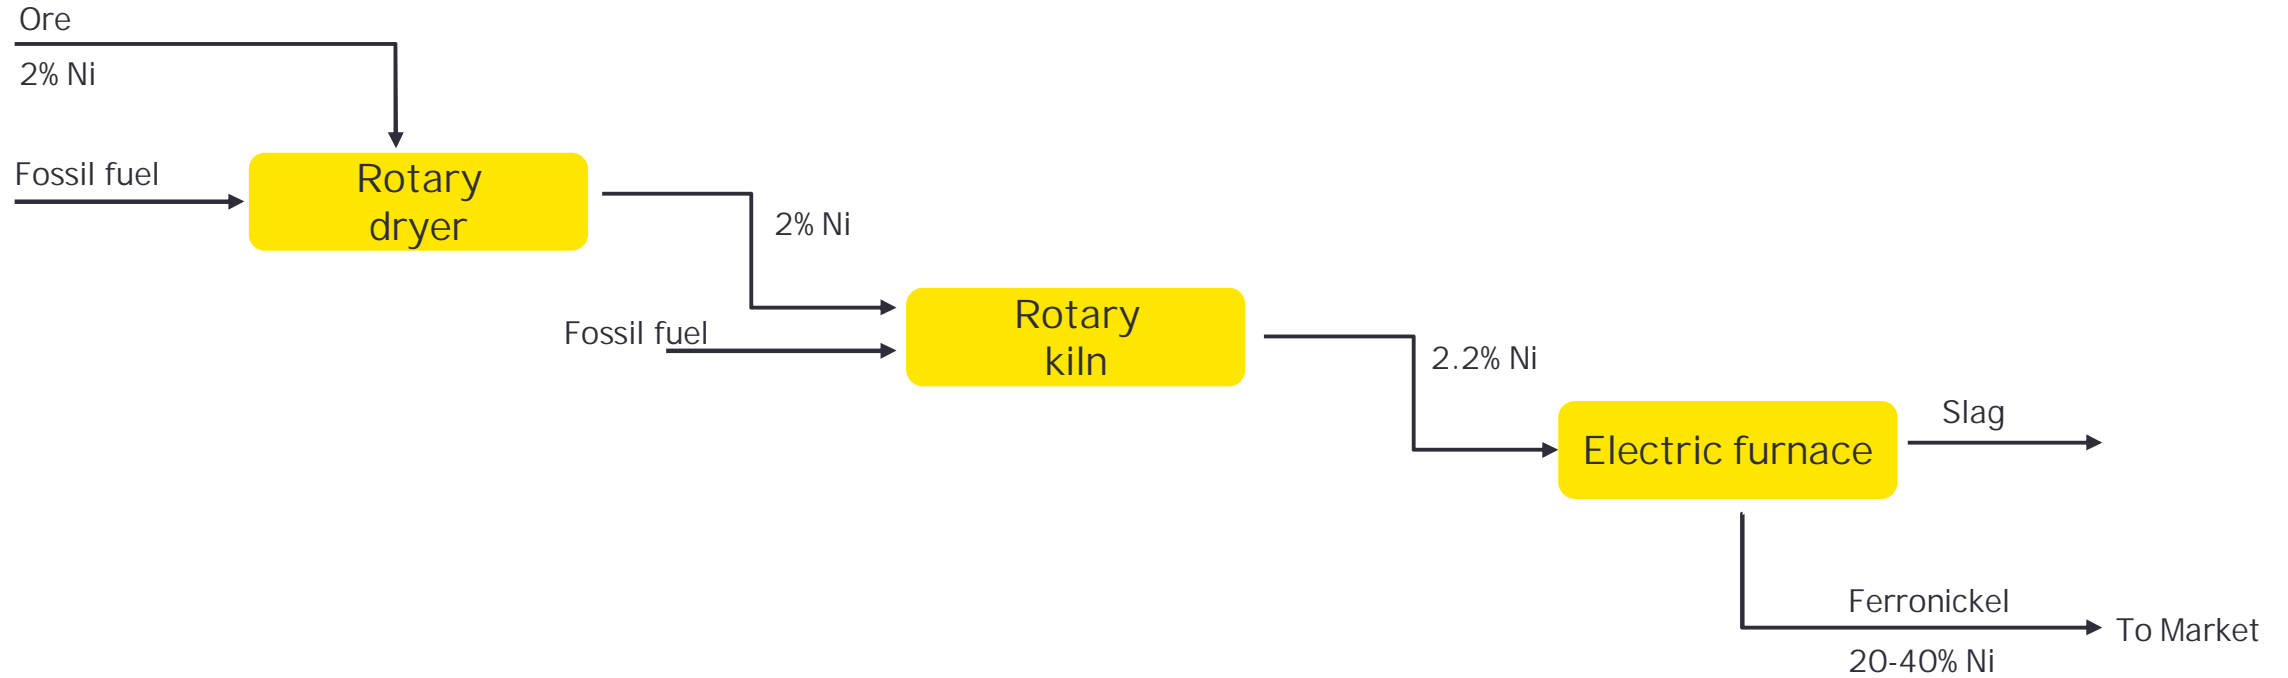 Ore
2% Ni
Fossil fuel
Rotary
dryer
2% Ni
Fossil fuel
Rotary
kiln
2.2% Ni
Electric furnace
Slag
Ferronickel
To Market
20-40% Ni